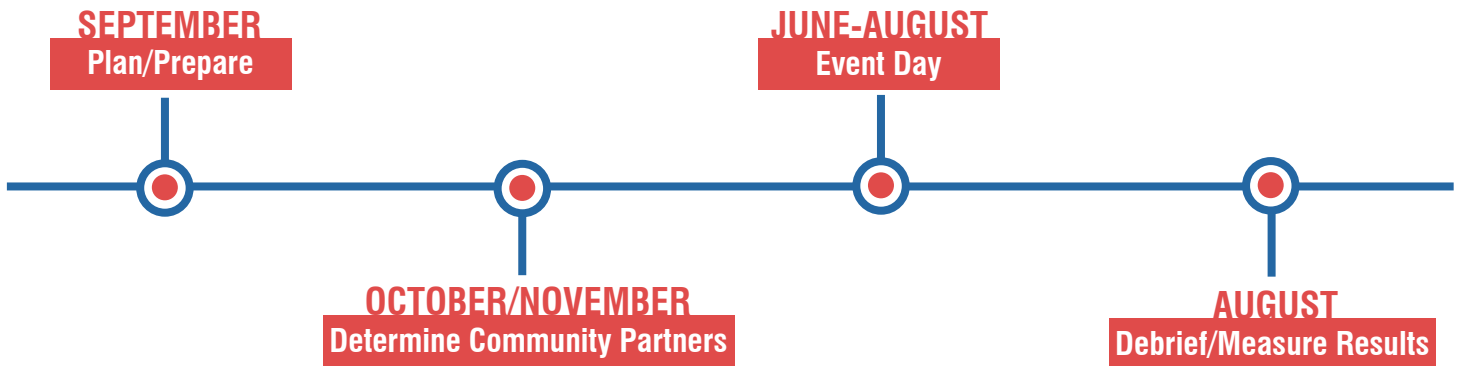 SEPTEMBER
Plan/Prepare
OCTOBER/NOVEMBER
Determine Community Partners
JUNE-AUGUST
Event Day
AUGUST
Debrief/Measure Results